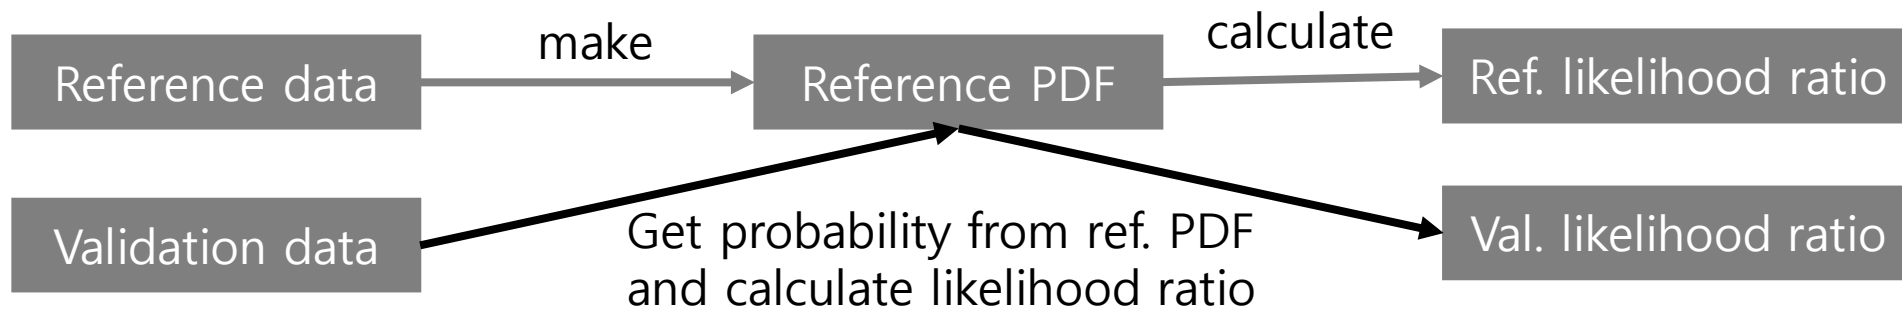 Reference data
make
Reference PDF
calculate
Ref. likelihood ratio
Validation data
Get probability from ref. PDF
and calculate likelihood ratio
Val. likelihood ratio